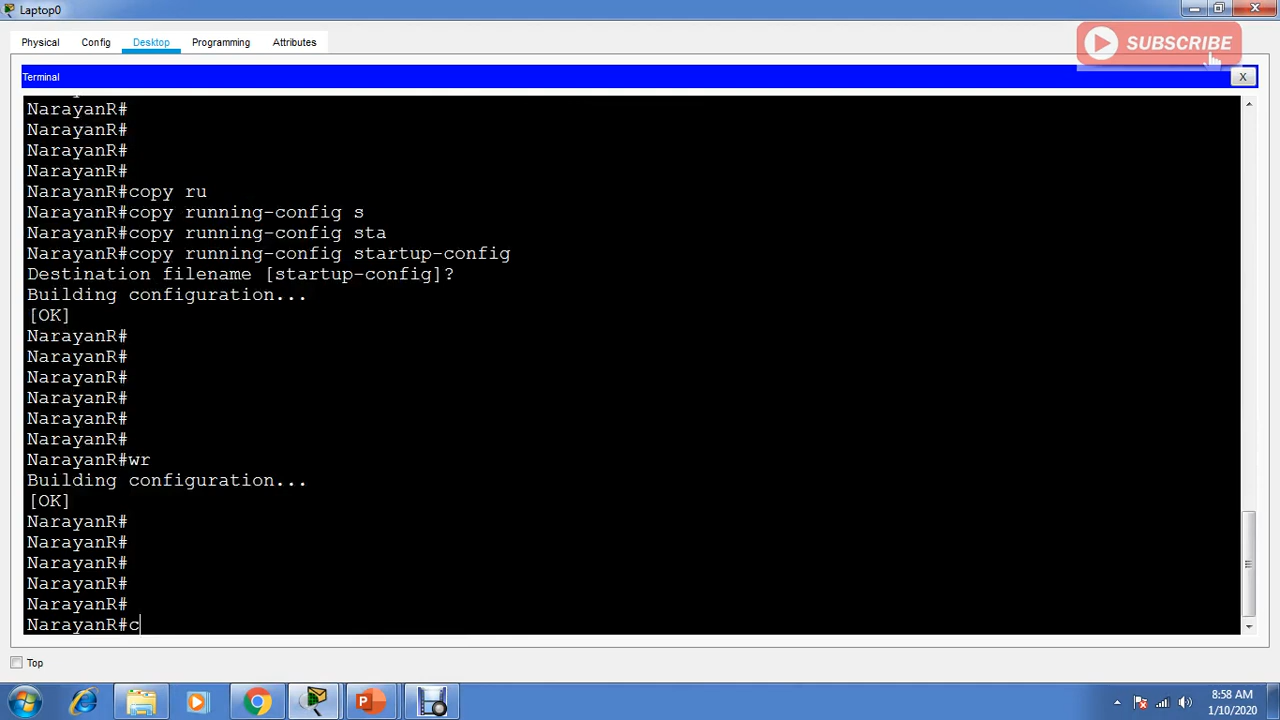 Laptop0
Physical Config Desktop Programming Attributes
SUBSCRIBE
Terminal
X
NarayanR#
NarayanR#
NarayanR#
NarayanR#
NarayanR#copy ru
NarayanR#copy running-config s
NarayanR#copy running-config sta
NarayanR#copy running-config startup-config
Destination filename [startup-config]?
Building configuration...
[OK]
NarayanR#
NarayanR#
NarayanR#
NarayanR#
NarayanR#
NarayanR#
NarayanR#wr
Building configuration...
[OK]
NarayanR#
NarayanR#
NarayanR#
NarayanR#
NarayanR#
NarayanR#c
Top
8:58 AM
1/10/2020